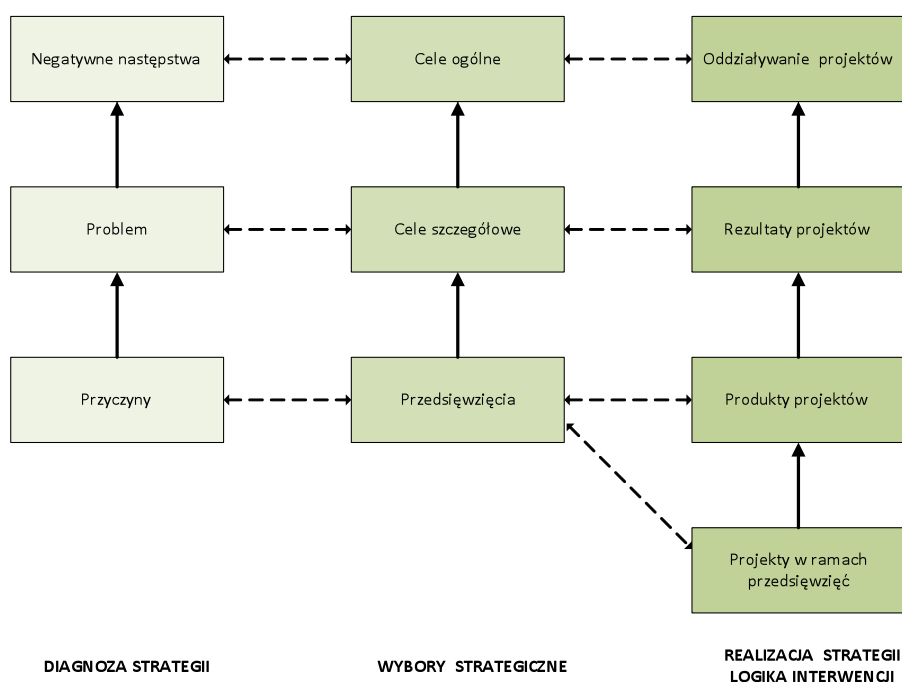 Negatywne następstwa
Cele ogólne
Oddziaływanie projektów
Problem
Cele szczegółowe
Rezultaty projektów
Przyczyny
Przedsięwzięcia
Produkty projektów
Projekty w ramach
przedsięwzięć
DIAGNOZA STRATEGII
WYBORY STRATEGICZNE
REALIZACJA STRATEGII
LOGIKA INTERWENCJI